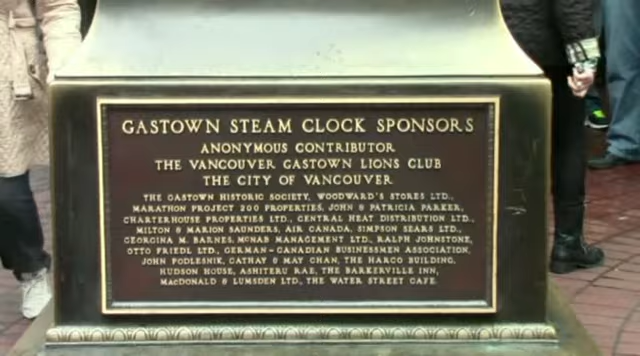 GASTOWN STEAM CLOCK SPONSORS
ANONYMOUS CONTRIBUTOR
THE VANCOUVER GASTOWN LIONS CLUB
THE CITY OF VANCOUVER
THE GASTOWN HISTORIC SOCIETY, WOODWARD'S STORES LTD.,
MARATHON PROJECT 200 PROPERTIES, JOHN & PATRICIA PARKER,
CHARTERHOUSE PROPERTIES LTD., CENTRAL HEAT DISTRIBUTION LTD.,
MILTON & MARION SAUNDERS, AIR CANADA, SIMPSON SEARS LTD.,
GEORGINA M. BARNES, MCNAB MANAGEMENT LTD., RALPH JOHNSTONE,
OTTO FRIEDL LTD., GERMAN-CANADIAN BUSINESSMEN ASSOCIATION,
JOHN PODLESNIK, CATHAY & MAY CHAN, THE HARCO BUILDING,
HUDSON HOUSE, ASHITERU RAE, THE BARKERVILLE INN,
MACDONALD & LUMSDEN LTD., THE WATER STREET CAFE.